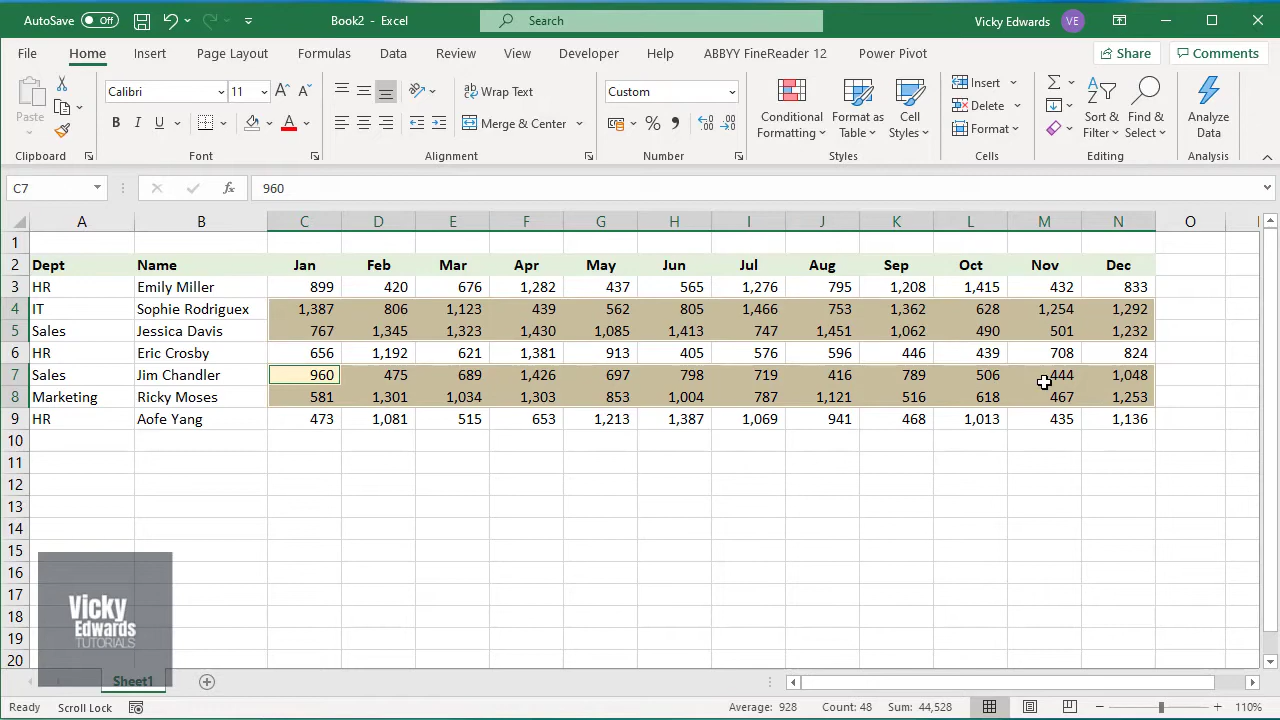 AutoSave Off Book2 - Excel Search Vicky Edwards VE
File Home Insert Page Layout Formulas Data Review View Developer Help ABBYY FineReader 12 Power Pivot Share Comments
Calibri 11 Wrap Text Custom Insert
Paste B I U Merge & Center Conditional Formatting Format as Table Cell Styles Delete Sort & Filter Find & Select Analyze Data
Format
Clipboard Font Alignment Number Styles Cells Editing Analysis
C7 fx 960
A B C D E F G H I J K L M N O
1
2 Dept Name Jan Feb Mar Apr May Jun Jul Aug Sep Oct Nov Dec
3 HR Emily Miller 899 420 676 1,282 437 565 1,276 795 1,208 1,415 432 833
4 IT Sophie Rodriguez 1,387 806 1,123 439 562 805 1,466 753 1,362 628 1,254 1,292
5 Sales Jessica Davis 767 1,345 1,323 1,430 1,085 1,413 747 1,451 1,062 490 501 1,232
6 HR Eric Crosby 656 1,192 621 1,381 913 405 576 596 446 439 708 824
7 Sales Jim Chandler 960 475 689 1,426 697 798 719 416 789 506 444 1,048
8 Marketing Ricky Moses 581 1,301 1,034 1,303 853 1,004 787 1,121 516 618 467 1,253
9 HR Aofe Yang 473 1,081 515 653 1,213 1,387 1,069 941 468 1,013 435 1,136
10
11
12
13
14
15
16
17
18
19
20
Vicky
Edwards
TUTORIALS
Sheet1
Ready Scroll Lock Average: 928 Count: 48 Sum: 44,528 110%